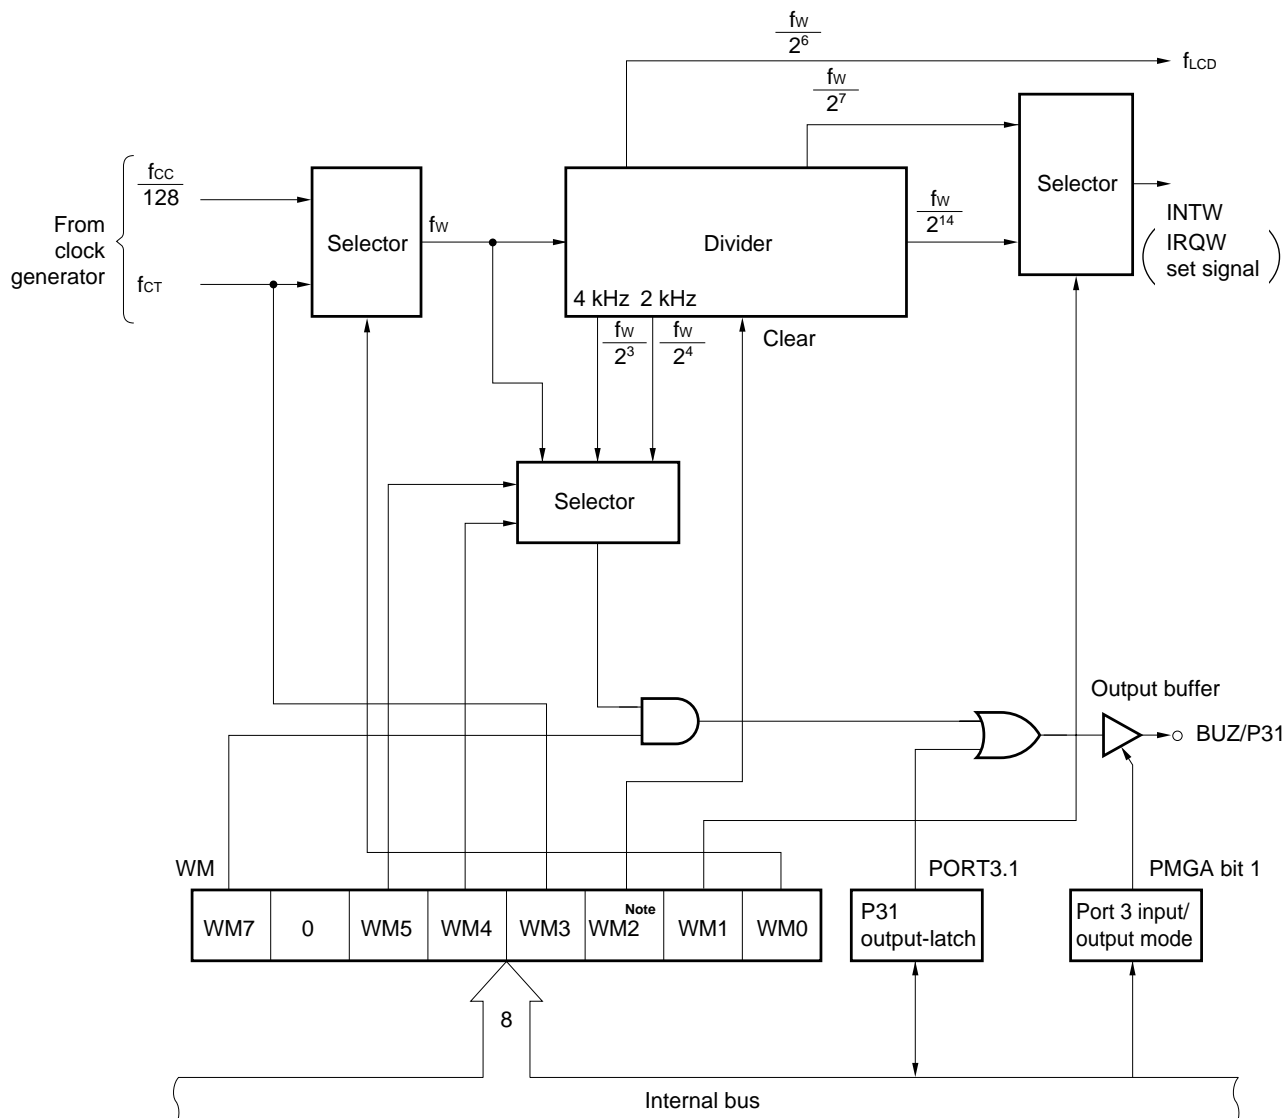 fW
2^6
fLCD
fW
2^7
fCC
128
From
clock
generator
fCT
Selector
fW
Divider
4 kHz 2 kHz
fW
2^14
Selector
INTW
IRQW
set signal
fW
2^3
fW
2^4
Clear
Selector
Output buffer
BUZ/P31
WM
PORT3.1
PMGA bit 1
WM7 0 WM5 WM4 WM3 WM2 Note WM1 WM0
P31
output-latch
Port 3 input/
output mode
8
Internal bus